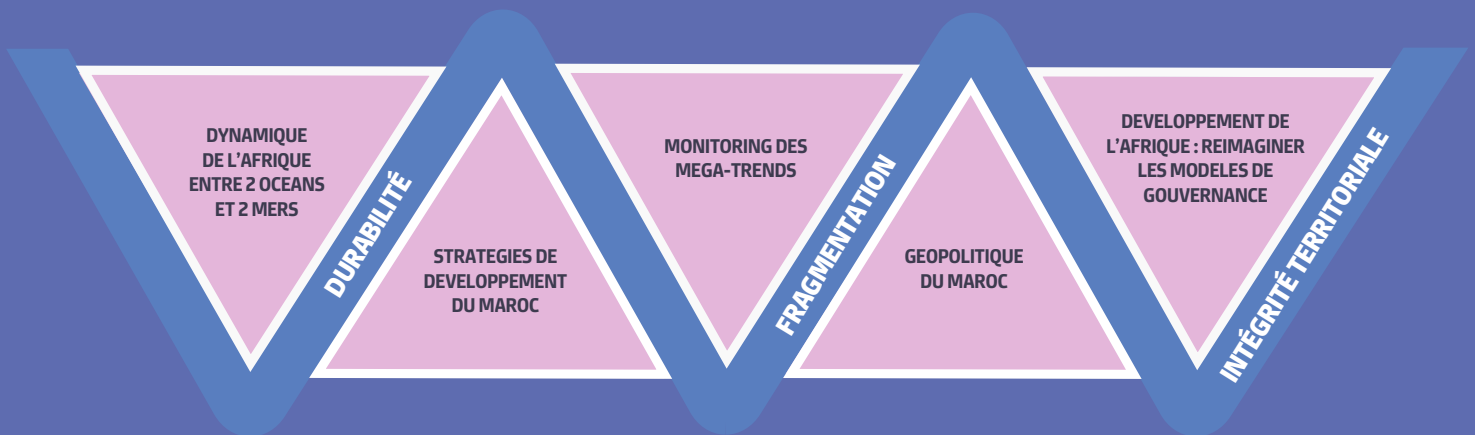 DYNAMIQUE
DE L’AFRIQUE
ENTRE 2 OCEANS
ET 2 MERS
DURABILITÉ
STRATEGIES DE
DEVELOPPEMENT
DU MAROC
MONITORING DES
MEGA-TRENDS
FRAGMENTATION
GEOPOLITIQUE
DU MAROC
DEVELOPPEMENT DE
L’AFRIQUE : REIMAGINER
LES MODELES DE
GOUVERNANCE
INTÉGRITÉ TERRITORIALE